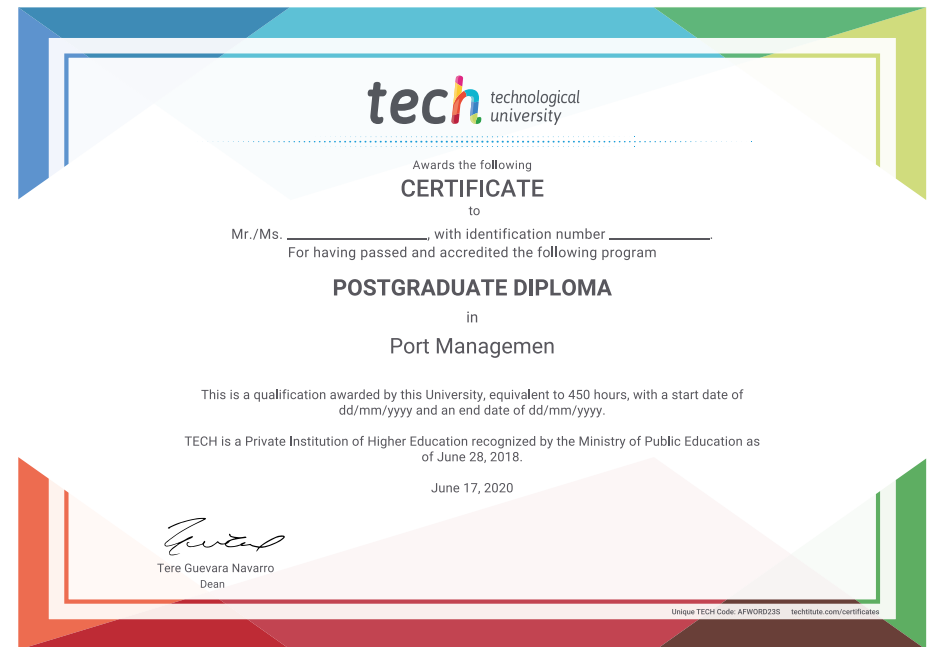 tech technological
university
Awards the following
CERTIFICATE
to
Mr./Ms. ____________________, with identification number ______________.
For having passed and accredited the following program
POSTGRADUATE DIPLOMA
in
Port Managemen
This is a qualification awarded by this University, equivalent to 450 hours, with a start date of
dd/mm/yyyy and an end date of dd/mm/yyyy.
TECH is a Private Institution of Higher Education recognized by the Ministry of Public Education as
of June 28, 2018.
June 17, 2020
Tere Guevara Navarro
Dean
Unique TECH Code: AFWORD23S techtitute.com/certificates